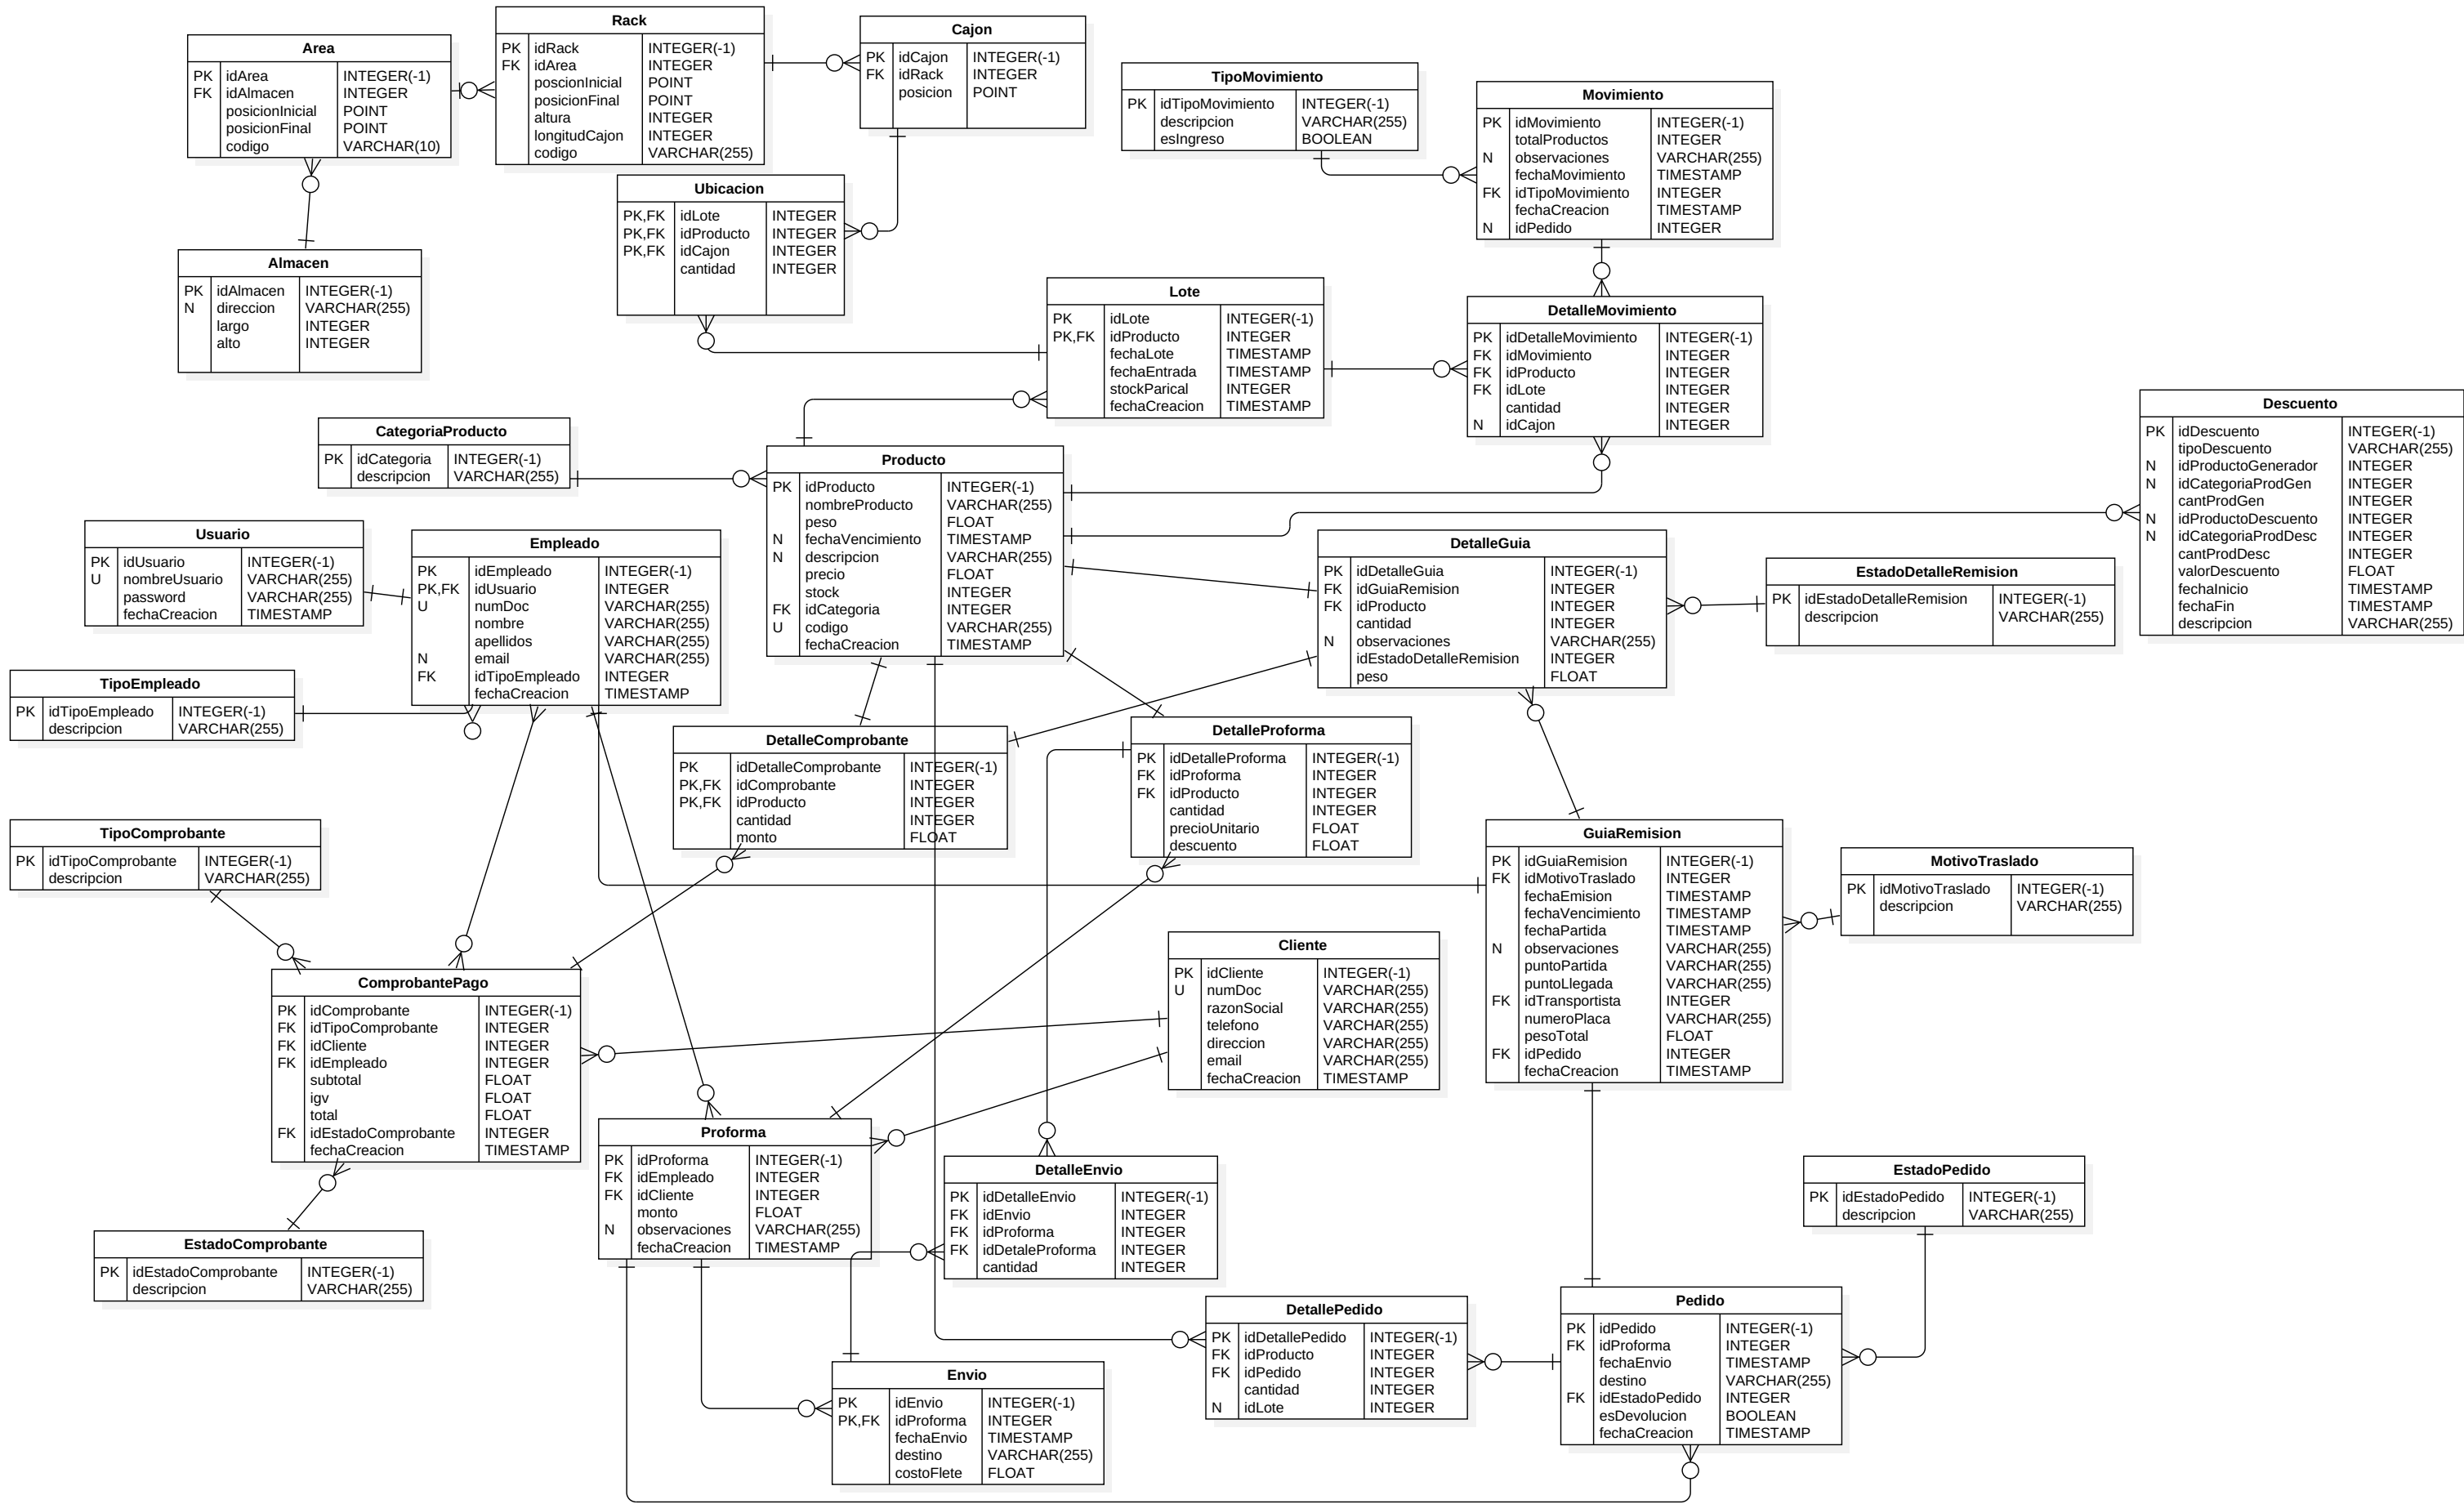 Area
PK idArea INTEGER(-1)
FK idAlmacen INTEGER
posicionInicial POINT
posicionFinal POINT
codigo VARCHAR(10)
Rack
PK idRack INTEGER(-1)
FK idArea INTEGER
poscionInicial POINT
posicionFinal POINT
altura INTEGER
longitudCajon INTEGER
codigo VARCHAR(255)
Cajon
PK idCajon INTEGER(-1)
FK idRack INTEGER
posicion POINT
TipoMovimiento
PK idTipoMovimiento INTEGER(-1)
descripcion VARCHAR(255)
esIngreso BOOLEAN
Movimiento
PK idMovimiento INTEGER(-1)
totalProductos INTEGER
N observaciones VARCHAR(255)
fechaMovimiento TIMESTAMP
FK idTipoMovimiento INTEGER
fechaCreacion TIMESTAMP
N idPedido INTEGER
Ubicacion
PK,FK idLote INTEGER
PK,FK idProducto INTEGER
PK,FK idCajon INTEGER
cantidad INTEGER
Almacen
PK idAlmacen INTEGER(-1)
N direccion VARCHAR(255)
largo INTEGER
alto INTEGER
Lote
PK idLote INTEGER(-1)
PK,FK idProducto INTEGER
fechaLote TIMESTAMP
fechaEntrada TIMESTAMP
stockParical INTEGER
fechaCreacion TIMESTAMP
DetalleMovimiento
PK idDetalleMovimiento INTEGER(-1)
FK idMovimiento INTEGER
FK idProducto INTEGER
FK idLote INTEGER
cantidad INTEGER
N idCajon INTEGER
Descuento
PK idDescuento INTEGER(-1)
tipoDescuento VARCHAR(255)
N idProductoGenerador INTEGER
N idCategoriaProdGen INTEGER
cantProdGen INTEGER
N idProductoDescuento INTEGER
N idCategoriaProdDesc INTEGER
cantProdDesc INTEGER
valorDescuento FLOAT
fechaInicio TIMESTAMP
fechaFin TIMESTAMP
descripcion VARCHAR(255)
CategoriaProducto
PK idCategoria INTEGER(-1)
descripcion VARCHAR(255)
Producto
PK idProducto INTEGER(-1)
nombreProducto VARCHAR(255)
peso FLOAT
N fechaVencimiento TIMESTAMP
N descripcion VARCHAR(255)
precio FLOAT
stock INTEGER
FK idCategoria INTEGER
U codigo VARCHAR(255)
fechaCreacion TIMESTAMP
Usuario
PK idUsuario INTEGER(-1)
U nombreUsuario VARCHAR(255)
password VARCHAR(255)
fechaCreacion TIMESTAMP
Empleado
PK idEmpleado INTEGER(-1)
PK,FK idUsuario INTEGER
U numDoc VARCHAR(255)
nombre VARCHAR(255)
apellidos VARCHAR(255)
N email VARCHAR(255)
FK idTipoEmpleado INTEGER
fechaCreacion TIMESTAMP
DetalleGuia
PK idDetalleGuia INTEGER(-1)
FK idGuiaRemision INTEGER
FK idProducto INTEGER
cantidad INTEGER
N observaciones VARCHAR(255)
idEstadoDetalleRemision INTEGER
peso FLOAT
EstadoDetalleRemision
PK idEstadoDetalleRemision INTEGER(-1)
descripcion VARCHAR(255)
TipoEmpleado
PK idTipoEmpleado INTEGER(-1)
descripcion VARCHAR(255)
DetalleComprobante
PK idDetalleComprobante INTEGER(-1)
PK,FK idComprobante INTEGER
PK,FK idProducto INTEGER
cantidad INTEGER
monto FLOAT
DetalleProforma
PK idDetalleProforma INTEGER(-1)
FK idProforma INTEGER
FK idProducto INTEGER
cantidad INTEGER
precioUnitario FLOAT
descuento FLOAT
TipoComprobante
PK idTipoComprobante INTEGER(-1)
descripcion VARCHAR(255)
GuiaRemision
PK idGuiaRemision INTEGER(-1)
FK idMotivoTraslado INTEGER
fechaEmision TIMESTAMP
fechaVencimiento TIMESTAMP
fechaPartida TIMESTAMP
N observaciones VARCHAR(255)
puntoPartida VARCHAR(255)
puntoLlegada VARCHAR(255)
FK idTransportista INTEGER
numeroPlaca VARCHAR(255)
pesoTotal FLOAT
FK idPedido INTEGER
fechaCreacion TIMESTAMP
MotivoTraslado
PK idMotivoTraslado INTEGER(-1)
descripcion VARCHAR(255)
Cliente
PK idCliente INTEGER(-1)
U numDoc VARCHAR(255)
razonSocial VARCHAR(255)
telefono VARCHAR(255)
direccion VARCHAR(255)
email VARCHAR(255)
fechaCreacion TIMESTAMP
ComprobantePago
PK idComprobante INTEGER(-1)
FK idTipoComprobante INTEGER
FK idCliente INTEGER
FK idEmpleado INTEGER
subtotal FLOAT
igv FLOAT
total FLOAT
FK idEstadoComprobante INTEGER
fechaCreacion TIMESTAMP
Proforma
PK idProforma INTEGER(-1)
FK idEmpleado INTEGER
FK idCliente INTEGER
monto FLOAT
N observaciones VARCHAR(255)
fechaCreacion TIMESTAMP
DetalleEnvio
PK idDetalleEnvio INTEGER(-1)
FK idEnvio INTEGER
FK idProforma INTEGER
FK idDetaleProforma INTEGER
cantidad INTEGER
EstadoPedido
PK idEstadoPedido INTEGER(-1)
descripcion VARCHAR(255)
EstadoComprobante
PK idEstadoComprobante INTEGER(-1)
descripcion VARCHAR(255)
Pedido
PK idPedido INTEGER(-1)
FK idProforma INTEGER
fechaEnvio TIMESTAMP
destino VARCHAR(255)
FK idEstadoPedido INTEGER
esDevolucion BOOLEAN
fechaCreacion TIMESTAMP
DetallePedido
PK idDetallePedido INTEGER(-1)
FK idProducto INTEGER
FK idPedido INTEGER
cantidad INTEGER
N idLote INTEGER
Envio
PK idEnvio INTEGER(-1)
PK,FK idProforma INTEGER
fechaEnvio TIMESTAMP
destino VARCHAR(255)
costoFlete FLOAT